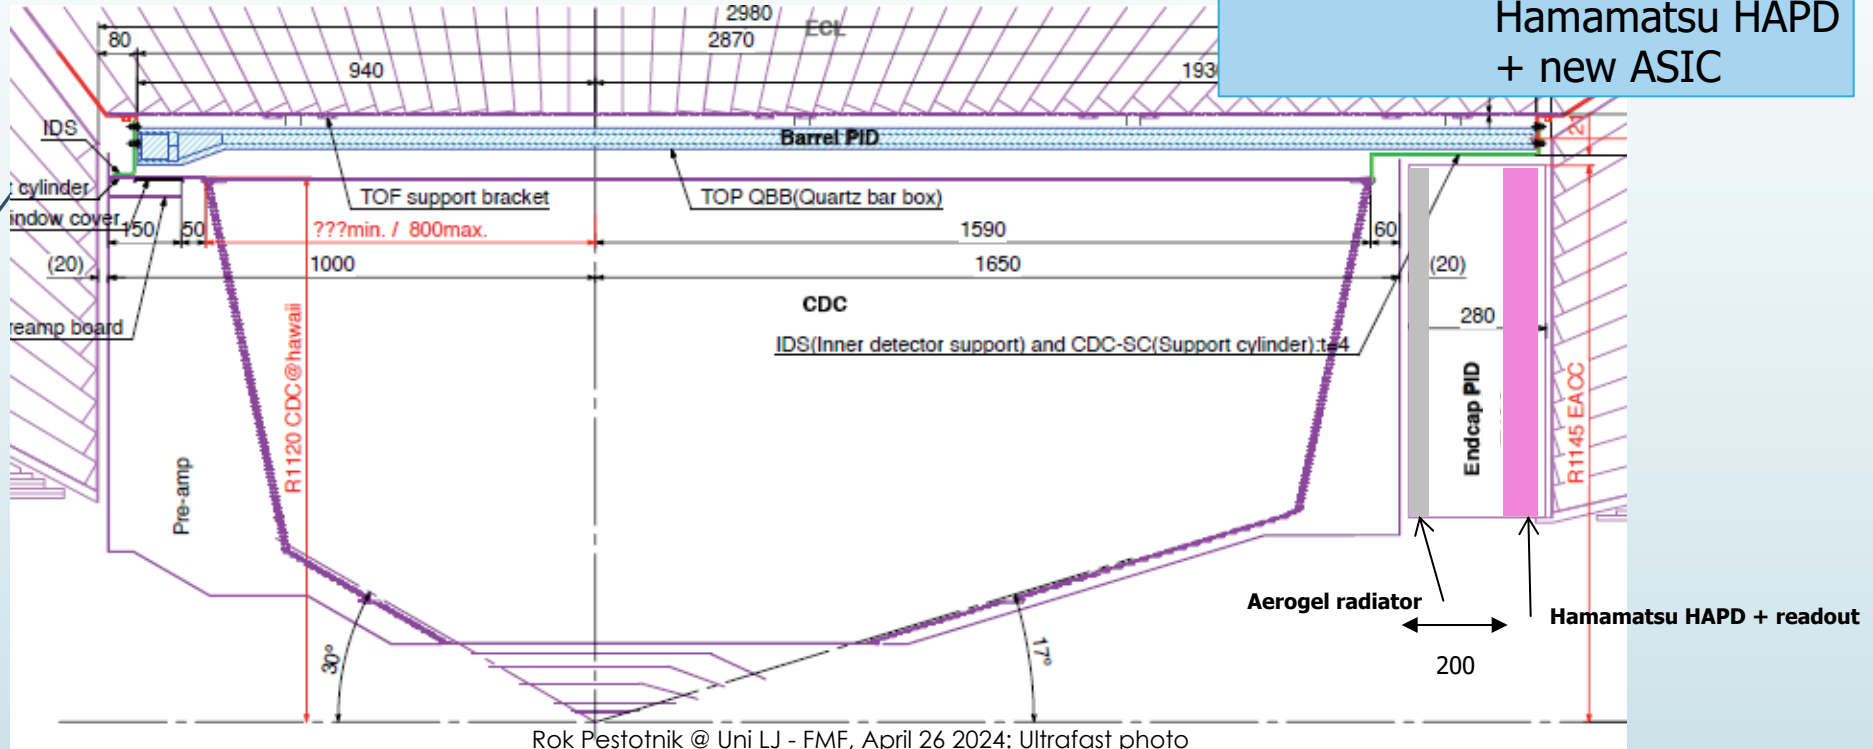 Hamamatsu HAPD
+ new ASIC
2980
ECL
80
2870
940
IDS
Barrel PID
cylinder
TOF support bracket
TOP QBB(Quartz bar box)
150
50
???min. / 800max.
1590
60
(20)
1000
1650
(20)
CDC
280
reamp board
IDS(Inner detector support) and CDC-SC(Support cylinder):t=4
R1120 CDC@hawaii
Endcap PID
R1145 EACC
Pre-amp
Aerogel radiator
Hamamatsu HAPD + readout
30°
17°
200
Rok Pestotnik @ Uni LJ - FMF, April 26 2024: Ultrafast photo